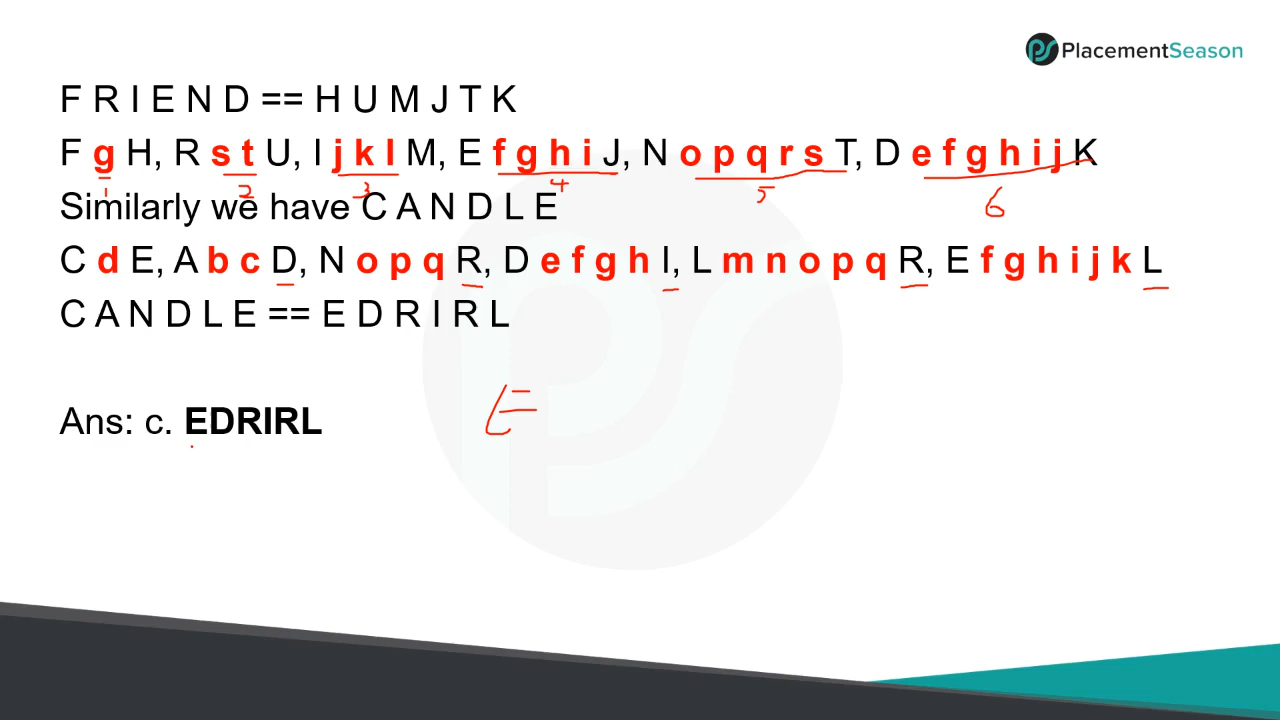 PlacementSeason
F R I E N D == H U M J T K
F g H, R s t U, I j k l M, E f g h i J, N o p q r s T, D e f g h i j K
1 2 3 4 5 6
Similarly we have C A N D L E
C d E, A b c D, N o p q R, D e f g h I, L m n o p q R, E f g h i j k L
C A N D L E == E D R I R L
E
Ans: c. EDRIRL